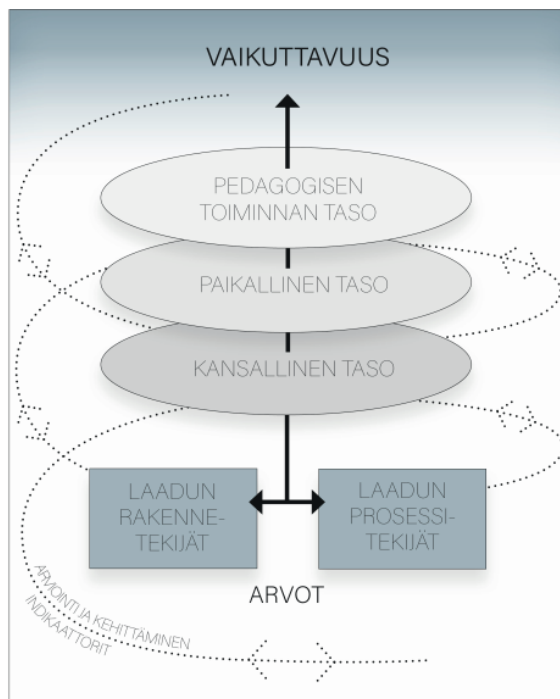 VAIKUTTAVUUS
PEDAGOGISEN
TOIMINNAN TASO
PAIKALLINEN TASO
KANSALLINEN TASO
LAADUN
RAKENNE-
TEKIJÄT
LAADUN
PROSESSI-
TEKIJÄT
ARVOT
ARVIOINTI JA KEHITTÄMINEN
INDIKAATTORIT